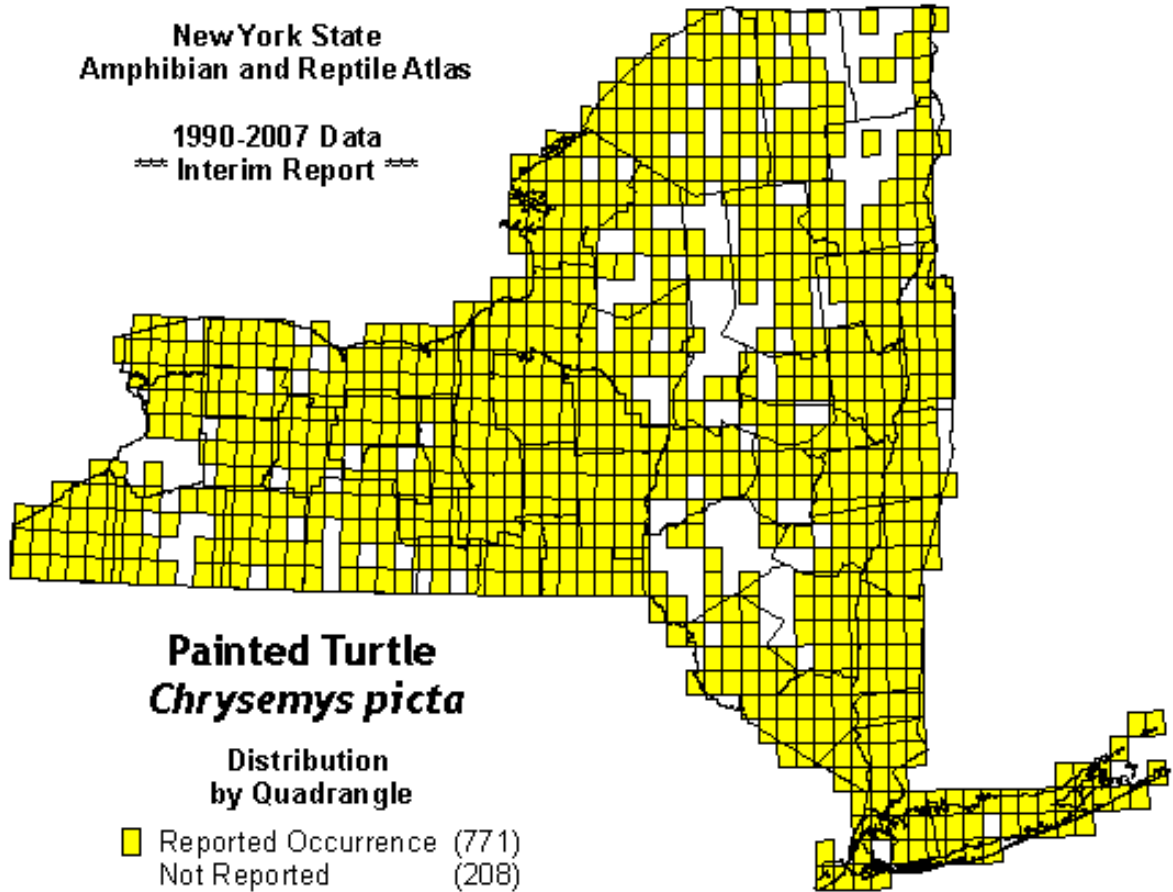 New York State
Amphibian and Reptile Atlas
1990-2007 Data
*** Interim Report ***
Painted Turtle
Chrysemys picta
Distribution
by Quadrangle
Reported Occurrence (771)
Not Reported (208)